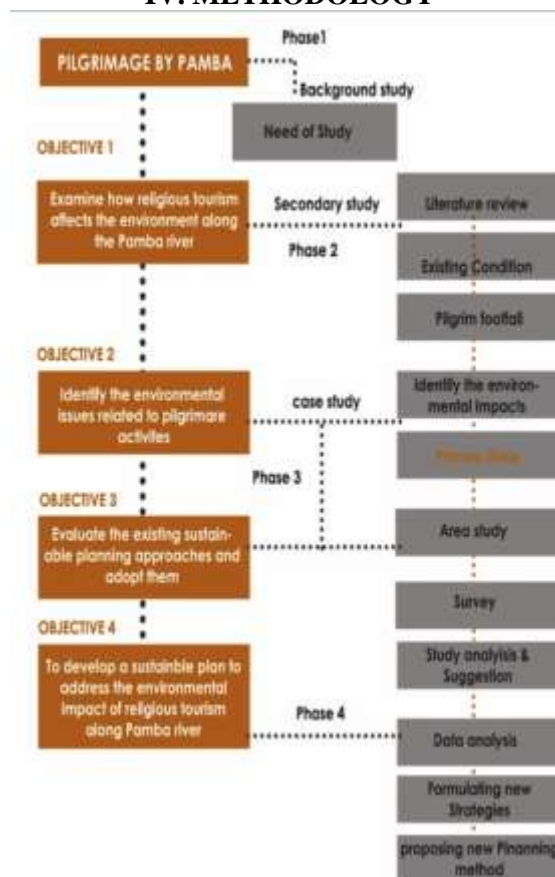 IV. METHODOLOGY
Phase1
PILGRIMAGE BY PAMBA
Background study
Need of Study
OBJECTIVE 1
Examine how religious tourism
affects the environment along
the Pamba river
Secondary study
Phase 2
Literature review
Existing Condition
Pilgrim footfall
OBJECTIVE 2
Identify the environmental
issues related to pilgrimare
activites
case study
Identify the environ-
mental impacts
Phase 3
OBJECTIVE 3
Evaluate the existing sustain-
able planning approaches and
adopt them
Area study
Survey
OBJECTIVE 4
To develop a sustainble plan to
address the environmental
impact of religious tourism
along Pamba river
Study analysis &
Suggestion
Phase 4
Data analysis
Formulating new
Strategies
proposing new Pinanning
method